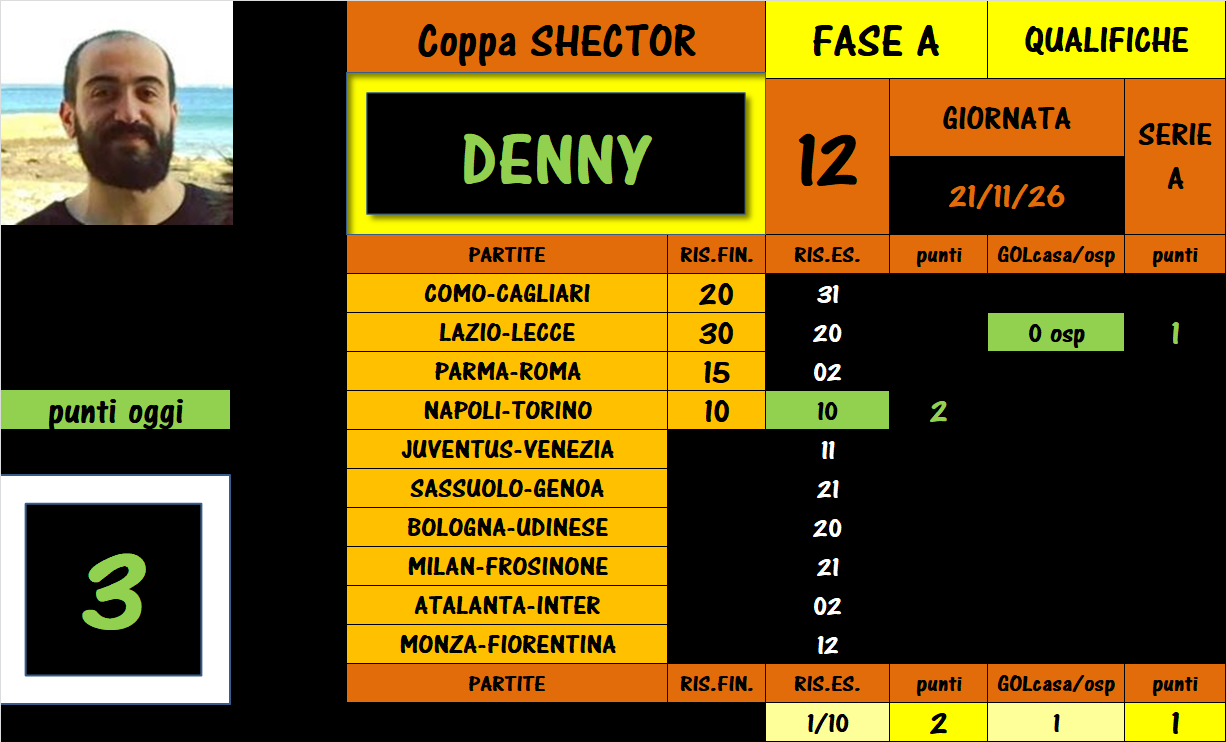 Coppa SHECTOR FASE A QUALIFICHE
DENNY 12 GIORNATA SERIE
A
21/11/26
PARTITE RIS.FIN. RIS.ES. punti GOLcasa/osp punti
COMO-CAGLIARI 20 31
LAZIO-LECCE 30 20 0 osp 1
PARMA-ROMA 15 02
punti oggi NAPOLI-TORINO 10 10 2
JUVENTUS-VENEZIA 11
SASSUOLO-GENOA 21
BOLOGNA-UDINESE 20
MILAN-FROSINONE 21
3 ATALANTA-INTER 02
MONZA-FIORENTINA 12
PARTITE RIS.FIN. RIS.ES. punti GOLcasa/osp punti
1/10 2 1 1